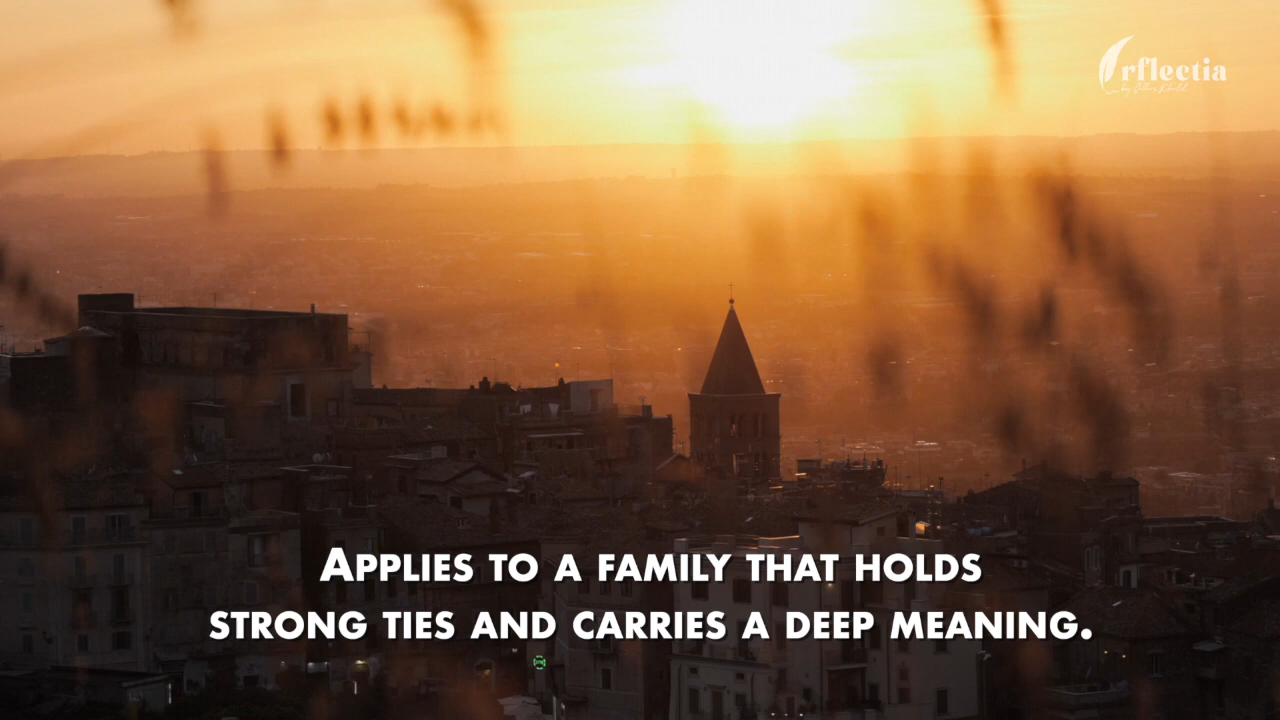 rflectia
APPLIES TO A FAMILY THAT HOLDS
STRONG TIES AND CARRIES A DEEP MEANING.